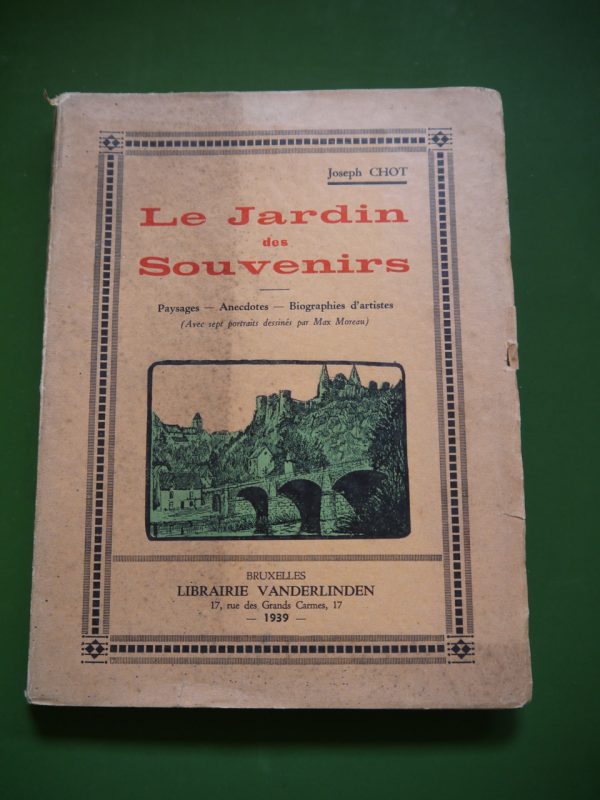 Joseph CHOT
Le Jardin
des
Souvenirs
Paysages — Anecdotes — Biographies d'artistes
(Avec sept portraits dessinés par Max Moreau)
BRUXELLES
LIBRAIRIE VANDERLINDEN
17, rue des Grands Carmes, 17
— 1939 —